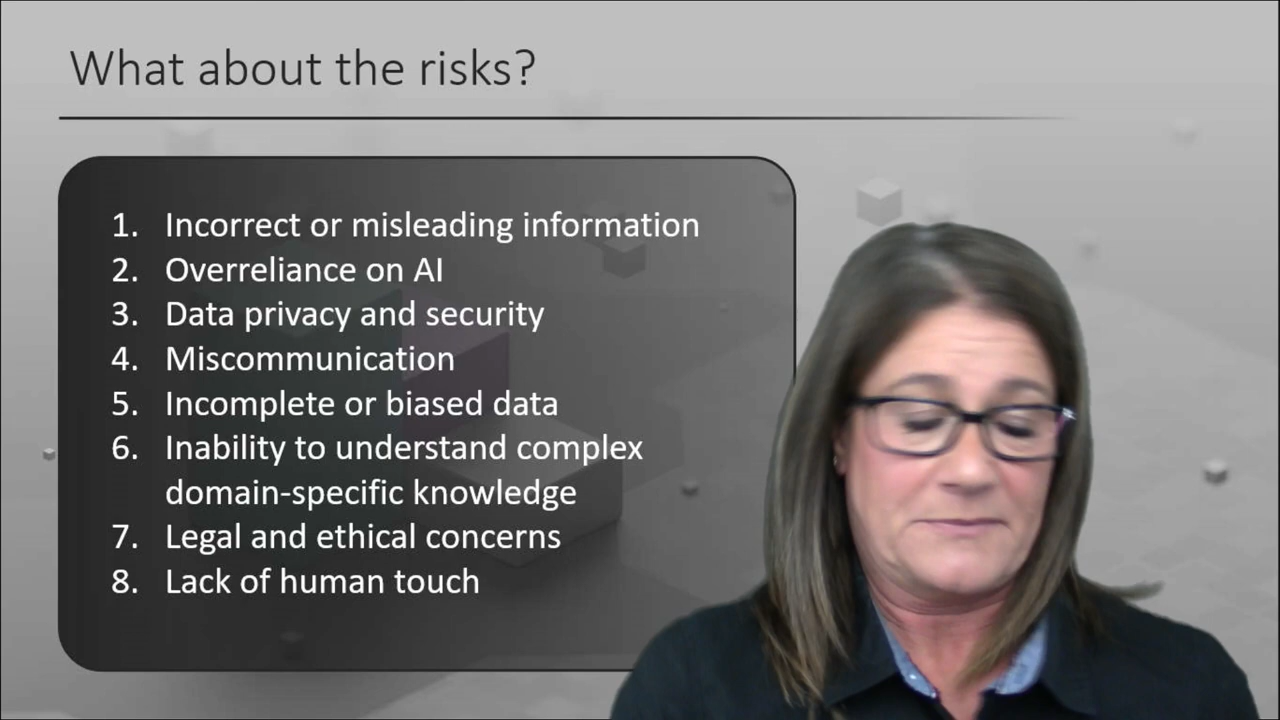 What about the risks?
1. Incorrect or misleading information
2. Overreliance on AI
3. Data privacy and security
4. Miscommunication
5. Incomplete or biased data
6. Inability to understand complex
domain-specific knowledge
7. Legal and ethical concerns
8. Lack of human touch